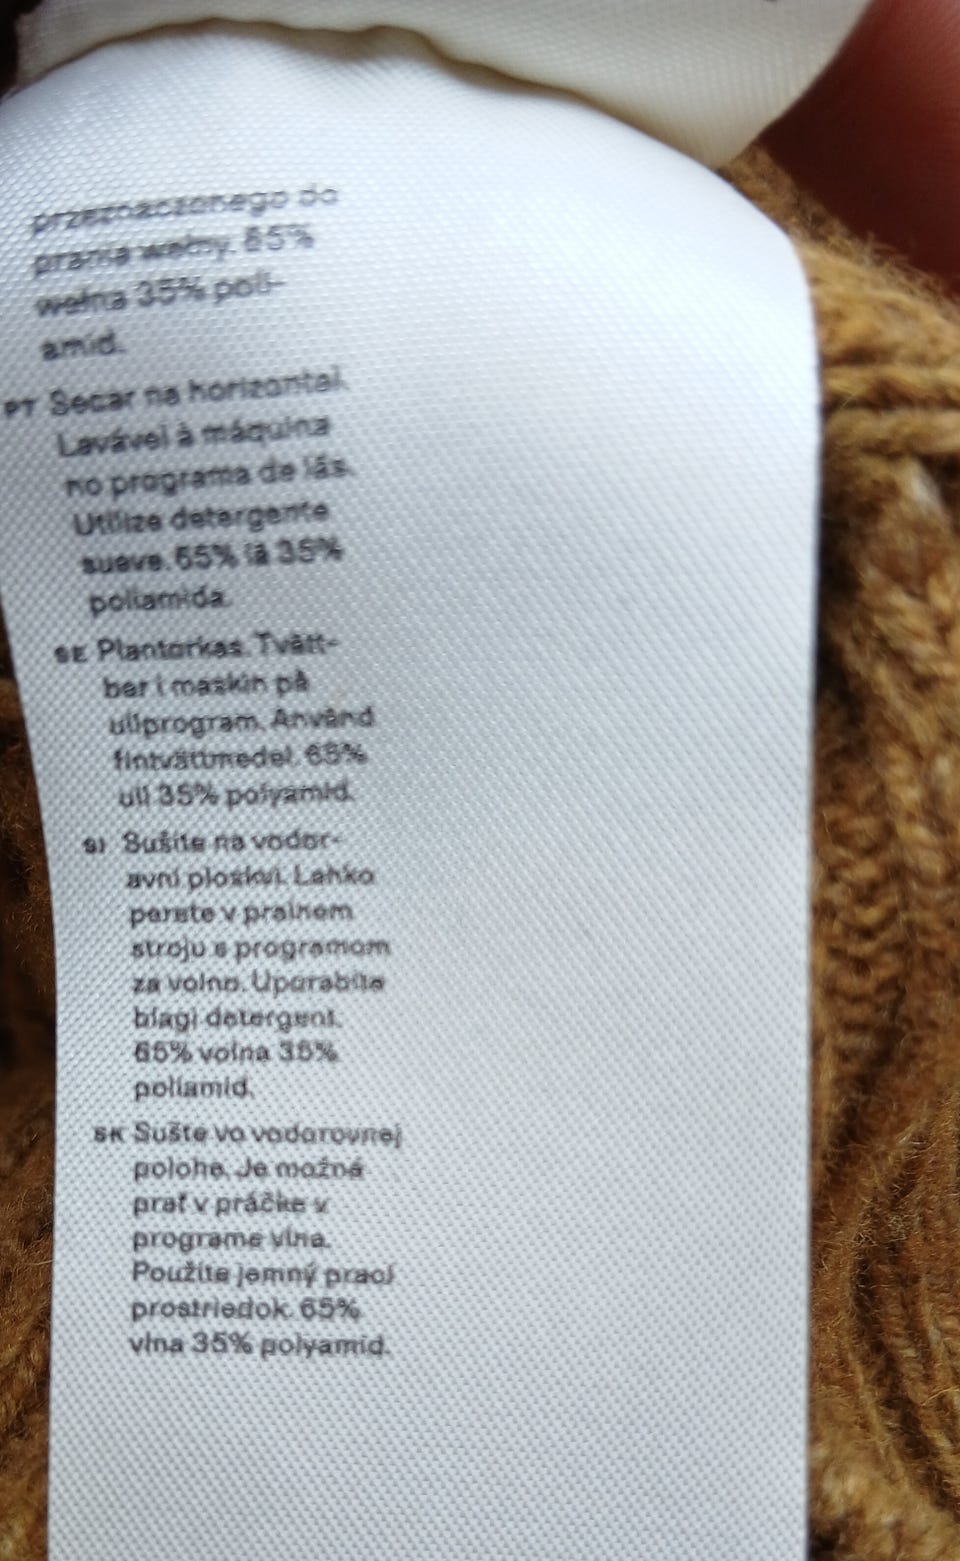 przeznaczonego do
prania wełny. 65%
wełna 35% poli-
amid.
PT Secar na horizontal.
Lavável à máquina
no programa de lãs.
Utilize detergente
suave. 65% lã 35%
poliamida.
SE Plantorkas. Tvätt-
bar i maskin på
ullprogram. Använd
fintvättmedel. 65%
ull 35% polyamid.
SI Sušite na vodor-
avni ploskvi. Lahko
perete v pralnem
stroju s programom
za volno. Uporabite
blagi detergent.
65% volna 35%
poliamid.
SK Sušte vo vodorovnej
polohe. Je možné
prať v práčke v
programe vlna.
Použite jemný prací
prostriedok. 65%
vlna 35% polyamid.